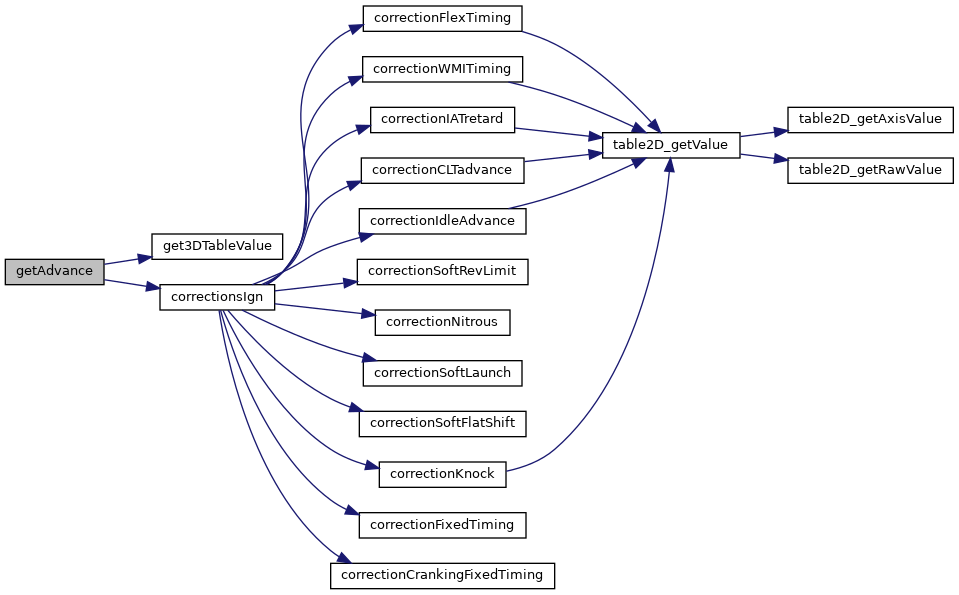 getAdvance
get3DTableValue
correctionsIgn
correctionFlexTiming
correctionWMITiming
correctionIATretard
correctionCLTadvance
correctionIdleAdvance
correctionSoftRevLimit
correctionNitrous
correctionSoftLaunch
correctionSoftFlatShift
correctionKnock
correctionFixedTiming
correctionCrankingFixedTiming
table2D_getValue
table2D_getAxisValue
table2D_getRawValue